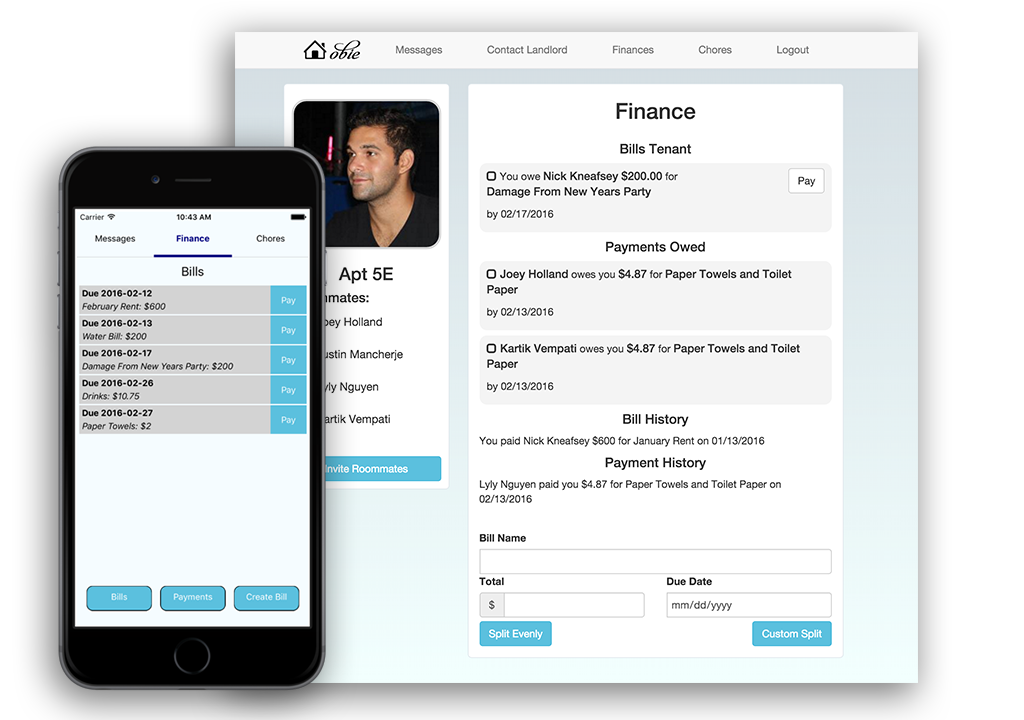 obie
Messages
Contact Landlord
Finances
Chores
Logout
Apt 5E
mmates:
ey Holland
ustin Mancherje
yly Nguyen
artik Vempati
Invite Roommates
Finance
Bills Tenant
You owe Nick Kneafsey $200.00 for
Damage From New Years Party
by 02/17/2016
Pay
Payments Owed
Joey Holland owes you $4.87 for Paper Towels and Toilet
Paper
by 02/13/2016
Kartik Vempati owes you $4.87 for Paper Towels and Toilet
Paper
by 02/13/2016
Bill History
You paid Nick Kneafsey $600 for January Rent on 01/13/2016
Payment History
Lyly Nguyen paid you $4.87 for Paper Towels and Toilet Paper on
02/13/2016
Bill Name
Total
Due Date
$
mm/dd/yyyy
Split Evenly
Custom Split
Carrier
10:43 AM
Messages
Finance
Chores
Bills
Due 2016-02-12
February Rent: $600
Pay
Due 2016-02-13
Water Bill: $200
Pay
Due 2016-02-17
Damage From New Years Party: $200
Pay
Due 2016-02-26
Drinks: $10.75
Pay
Due 2016-02-27
Paper Towels: $2
Pay
Bills
Payments
Create Bill